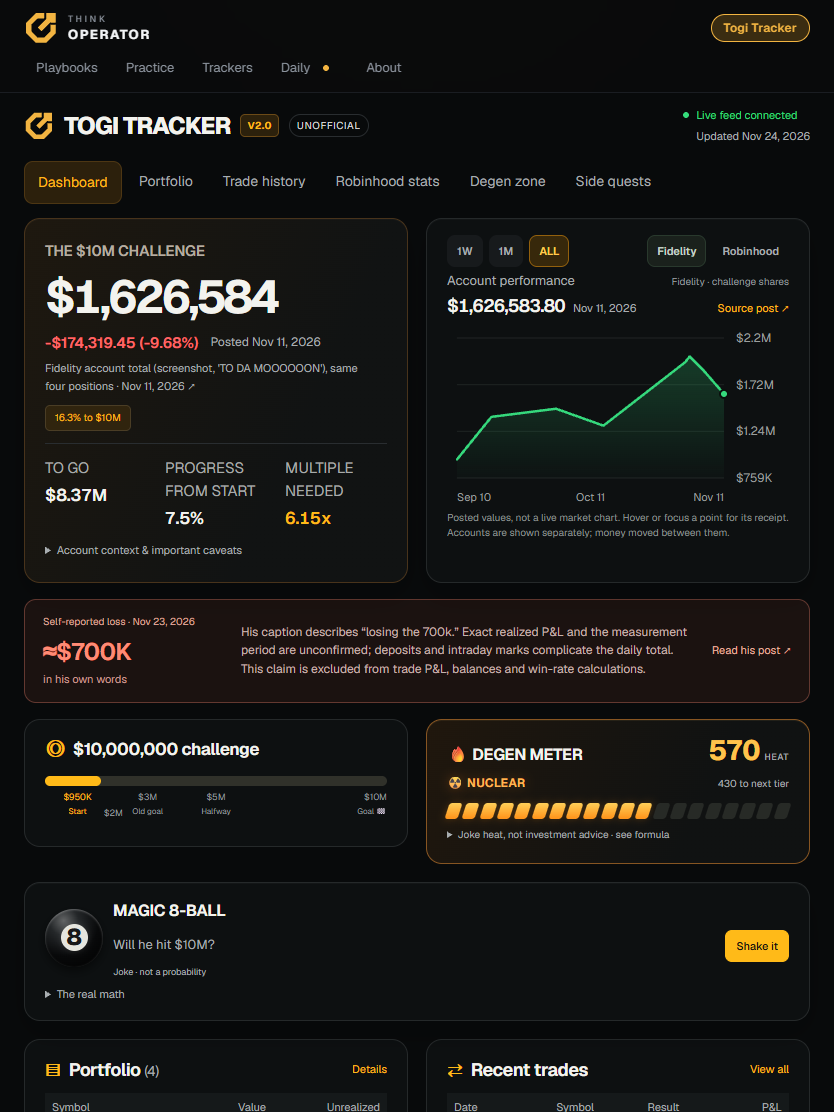 THINK
OPERATOR
Togi Tracker
Playbooks Practice Trackers Daily About
TOGI TRACKER V2.0 UNOFFICIAL
Live feed connected
Updated Nov 24, 2026
Dashboard Portfolio Trade history Robinhood stats Degen zone Side quests
THE $10M CHALLENGE
$1,626,584
-$174,319.45 (-9.68%) Posted Nov 11, 2026
Fidelity account total (screenshot, 'TO DA MOOOOOON'), same
four positions · Nov 11, 2026 ↗
16.3% to $10M
TO GO
$8.37M
PROGRESS
FROM START
7.5%
MULTIPLE
NEEDED
6.15x
Account context & important caveats
1W 1M ALL Fidelity Robinhood
Account performance Fidelity · challenge shares
$1,626,583.80 Nov 11, 2026 Source post ↗
$2.2M
$1.72M
$1.24M
$759K
Sep 10 Oct 11 Nov 11
Posted values, not a live market chart. Hover or focus a point for its receipt.
Accounts are shown separately; money moved between them.
Self-reported loss · Nov 23, 2026
≈$700K
in his own words
His caption describes “losing the 700k.” Exact realized P&L and the measurement
period are unconfirmed; deposits and intraday marks complicate the daily total.
This claim is excluded from trade P&L, balances and win-rate calculations.
Read his post ↗
$10,000,000 challenge
$950K $3M $5M $10M
Start $2M Old goal Halfway Goal
DEGEN METER 570 HEAT
NUCLEAR 430 to next tier
Joke heat, not investment advice · see formula
8
MAGIC 8-BALL
Will he hit $10M?
Joke · not a probability
Shake it
The real math
Portfolio (4) Details
Symbol Value Unrealized
Recent trades View all
Date Symbol Result P&L